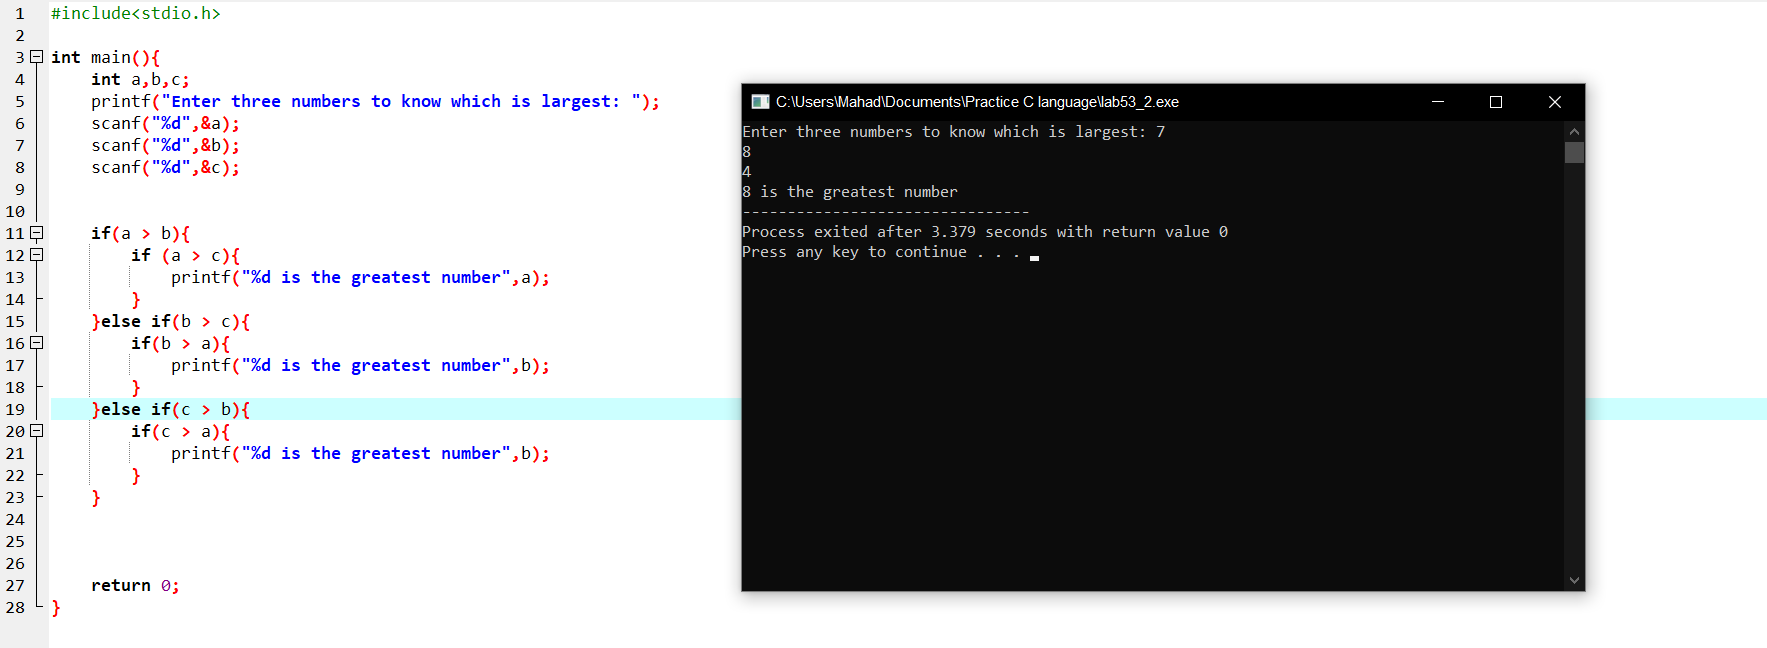 1 #include<stdio.h>
2
3 int main(){
4     int a,b,c;
5     printf("Enter three numbers to know which is largest: ");
6     scanf("%d",&a);
7     scanf("%d",&b);
8     scanf("%d",&c);
9
10
11     if(a > b){
12         if (a > c){
13             printf("%d is the greatest number",a);
14         }
15     }else if(b > c){
16         if(b > a){
17             printf("%d is the greatest number",b);
18         }
19     }else if(c > b){
20         if(c > a){
21             printf("%d is the greatest number",b);
22         }
23     }
24
25
26
27     return 0;
28 }
C:\Users\Mahad\Documents\Practice C language\lab53_2.exe
Enter three numbers to know which is largest: 7
8
4
8 is the greatest number
--------------------------------
Process exited after 3.379 seconds with return value 0
Press any key to continue . . .